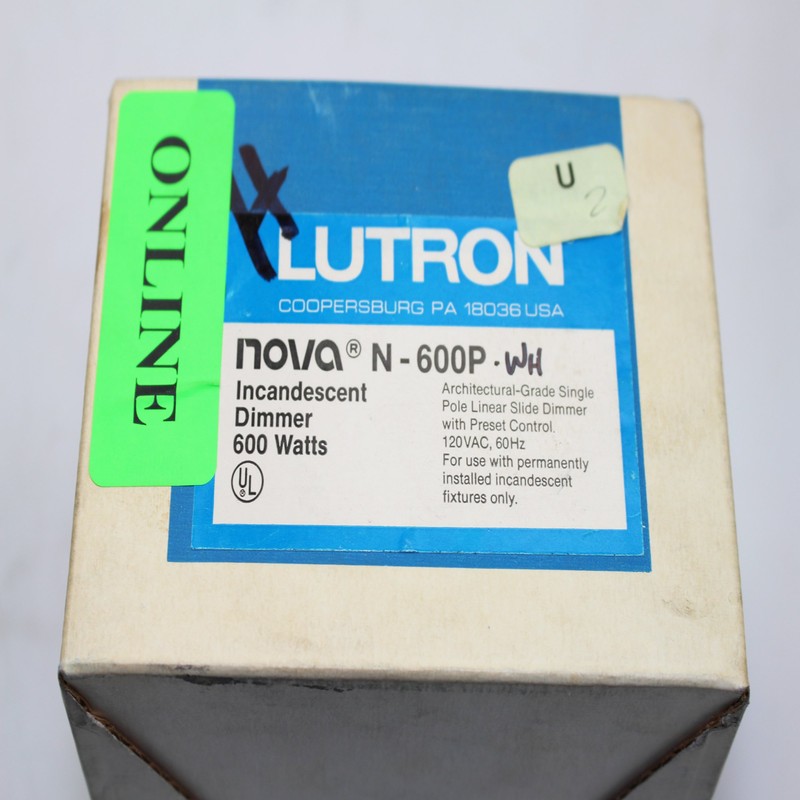 ONLINE
U
2
LUTRON
COOPERSBURG PA 18036 USA
nova® N-600P·WH
Incandescent
Dimmer
600 Watts
UL®
Architectural-Grade Single
Pole Linear Slide Dimmer
with Preset Control.
120VAC, 60Hz
For use with permanently
installed incandescent
fixtures only.